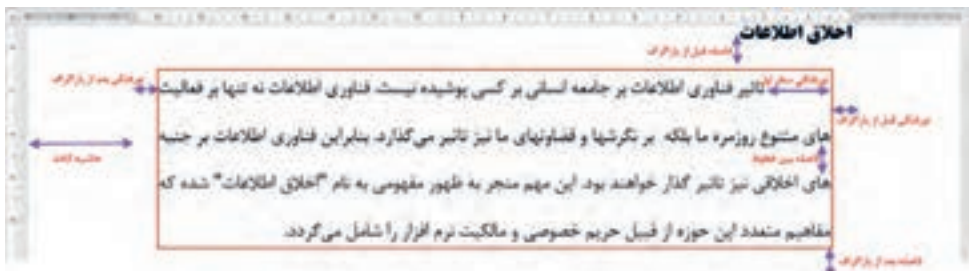 اخلاق اطلاعات
فاصله قبل از پاراگراف
تورفتگی سطر اول
تاثیر فناوری اطلاعات بر جامعه انسانی بر کسی پوشیده نیست. فناوری اطلاعات نه تنها بر فعالیت
تورفتگی بعد از پاراگراف
تورفتگی قبل از پاراگراف
های متنوع روزمره ما بلکه بر نگرشها و قضاوتهای ما نیز تاثیر می‌گذارد. بنابراین فناوری اطلاعات بر جنبه
فاصله بین خطوط
حاشیه کاغذ
های اخلاقی نیز تاثیر گذار خواهند بود. این مهم منجر به ظهور مفهومی به نام "اخلاق اطلاعات" شده که
مفاهیم متعدد این حوزه از قبیل حریم خصوصی و مالکیت نرم افزار را شامل می‌گردد.
فاصله بعد از پاراگراف